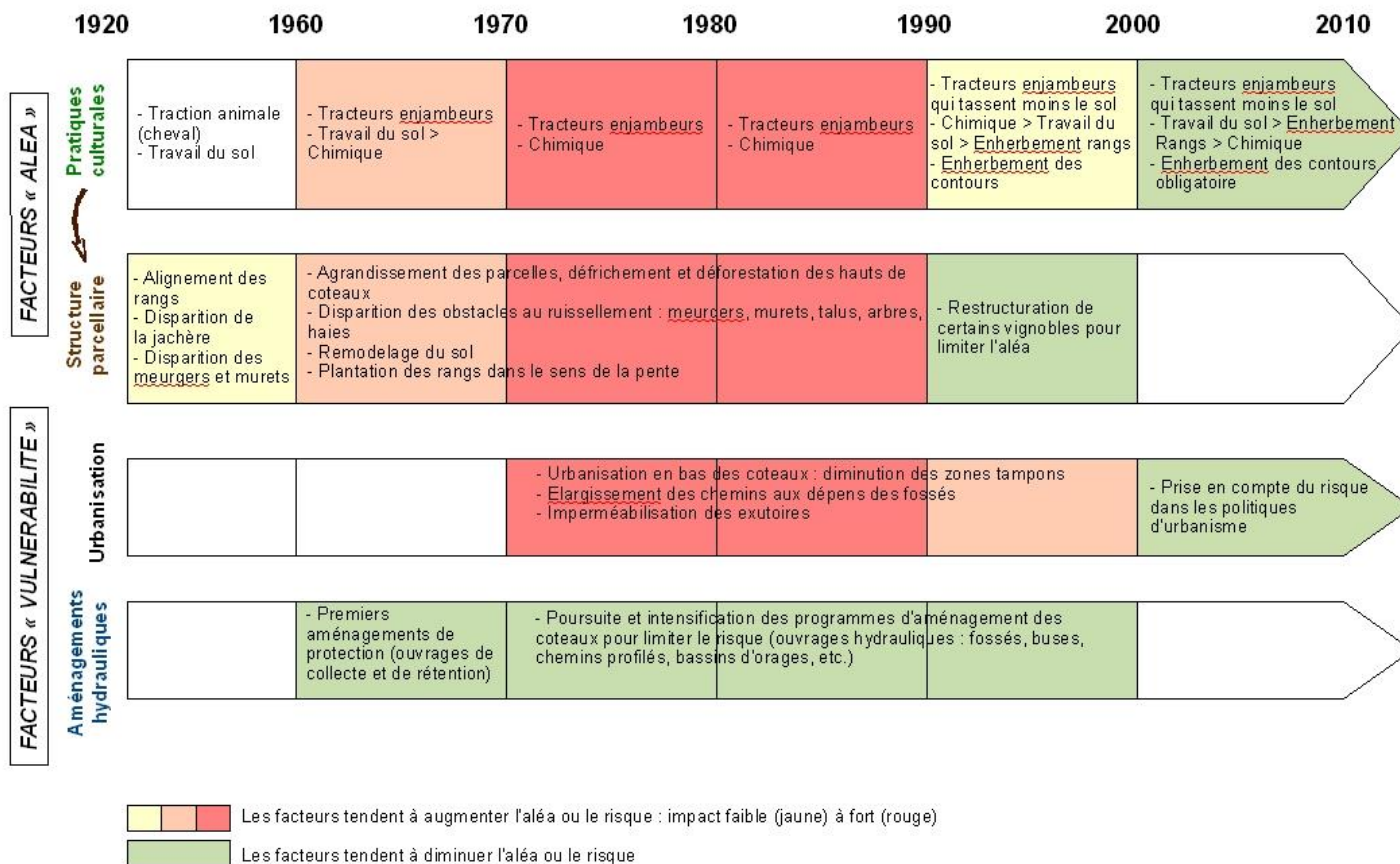 1920 1960 1970 1980 1990 2000 2010
FACTEURS « ALEA »
Pratiques
culturales
- Traction animale
(cheval)
- Travail du sol
- Tracteurs enjambeurs
- Travail du sol >
Chimique
- Tracteurs enjambeurs
- Chimique
- Tracteurs enjambeurs
- Chimique
- Tracteurs enjambeurs
qui tassent moins le sol
- Chimique > Travail du
sol > Enherbement rangs
- Enherbement des
contours
- Tracteurs enjambeurs
qui tassent moins le sol
- Travail du sol > Enherbement
Rangs > Chimique
- Enherbement des contours
obligatoire
Structure
parcellaire
- Alignement des
rangs
- Disparition de
la jachère
- Disparition des
meurgers et murets
- Agrandissement des parcelles, défrichement et déforestation des hauts de
coteaux
- Disparition des obstacles au ruissellement : meurgers, murets, talus, arbres,
haies
- Remodelage du sol
- Plantation des rangs dans le sens de la pente
- Restructuration de
certains vignobles pour
limiter l'aléa
FACTEURS « VULNERABILITE »
Urbanisation
- Urbanisation en bas des coteaux : diminution des zones tampons
- Elargissement des chemins aux dépens des fossés
- Imperméabilisation des exutoires
- Prise en compte du risque
dans les politiques
d'urbanisme
Aménagements
hydrauliques
- Premiers
aménagements de
protection (ouvrages de
collecte et de rétention)
- Poursuite et intensification des programmes d'aménagement des
coteaux pour limiter le risque (ouvrages hydrauliques : fossés, buses,
chemins profilés, bassins d'orages, etc.)
Les facteurs tendent à augmenter l'aléa ou le risque : impact faible (jaune) à fort (rouge)
Les facteurs tendent à diminuer l'aléa ou le risque